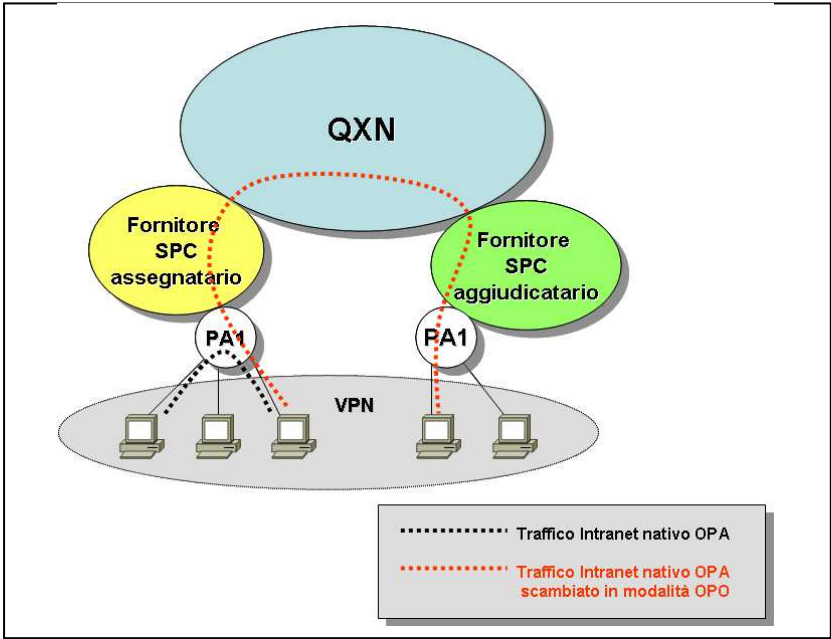 QXN
Fornitore
SPC
assegnatario
Fornitore
SPC
aggiudicatario
PA1
PA1
VPN
Traffico Intranet nativo OPA
Traffico Intranet nativo OPA
scambiato in modalità OPO